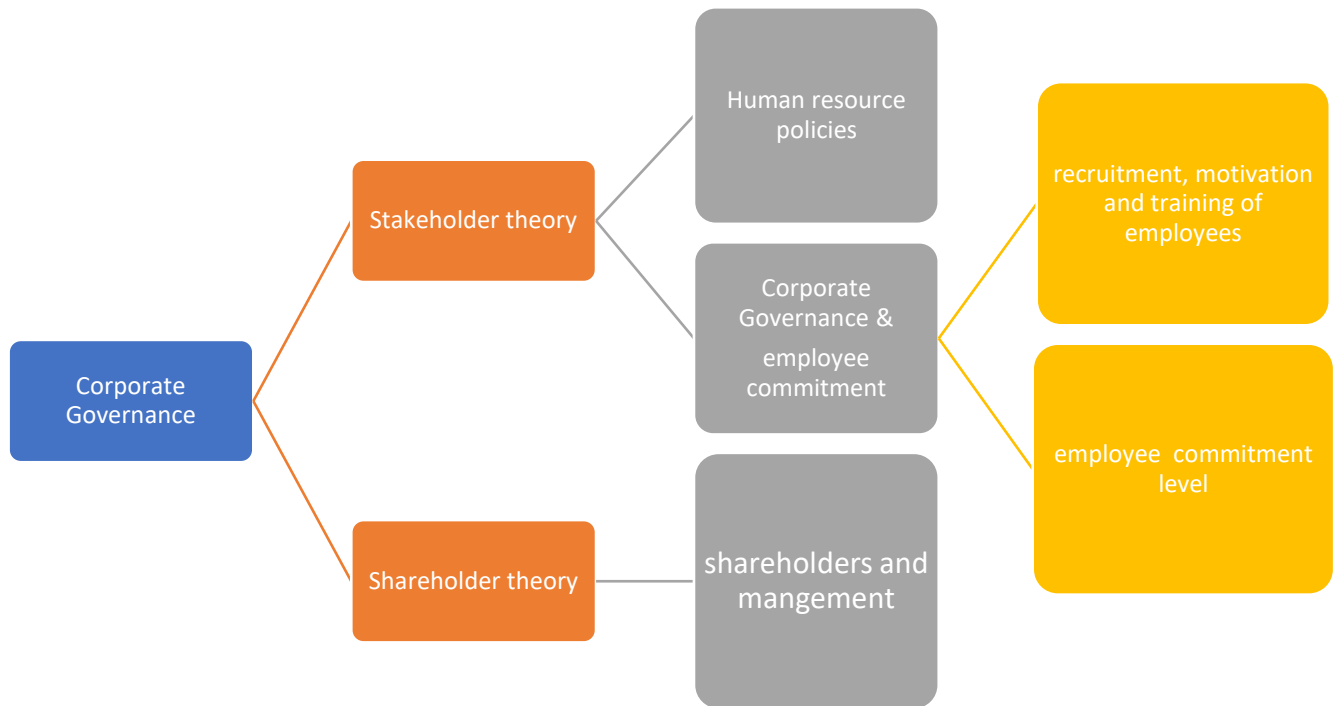 Corporate
Governance
Stakeholder theory
Shareholder theory
Human resource
policies
Corporate
Governance &
employee
commitment
shareholders and
mangement
recruitment, motivation
and training of
employees
employee  commitment
level